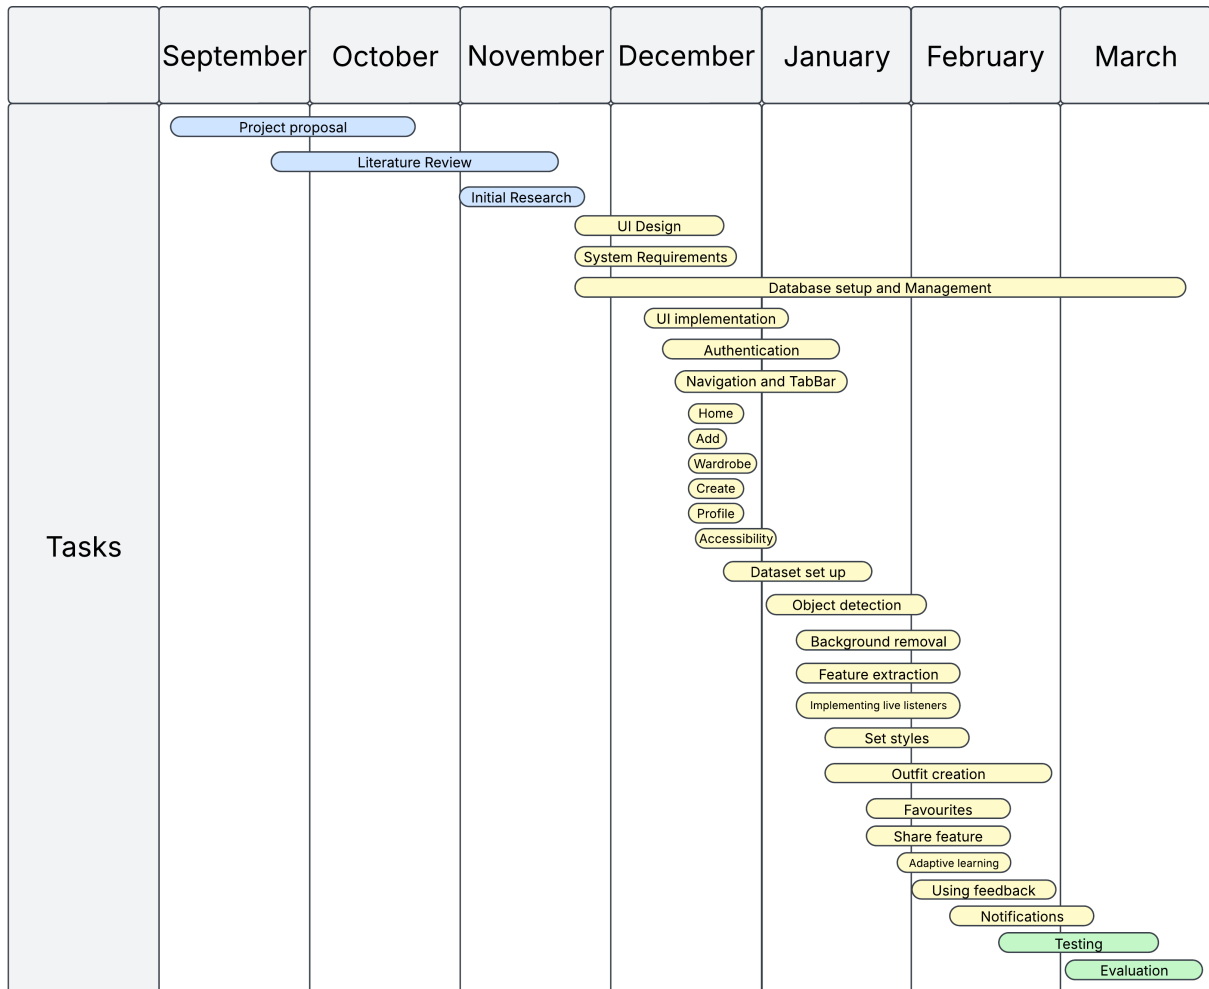 September
October
November
December
January
February
March
Tasks
Project proposal
Literature Review
Initial Research
UI Design
System Requirements
Database setup and Management
UI implementation
Authentication
Navigation and TabBar
Home
Add
Wardrobe
Create
Profile
Accessibility
Dataset set up
Object detection
Background removal
Feature extraction
Implementing live listeners
Set styles
Outfit creation
Favourites
Share feature
Adaptive learning
Using feedback
Notifications
Testing
Evaluation